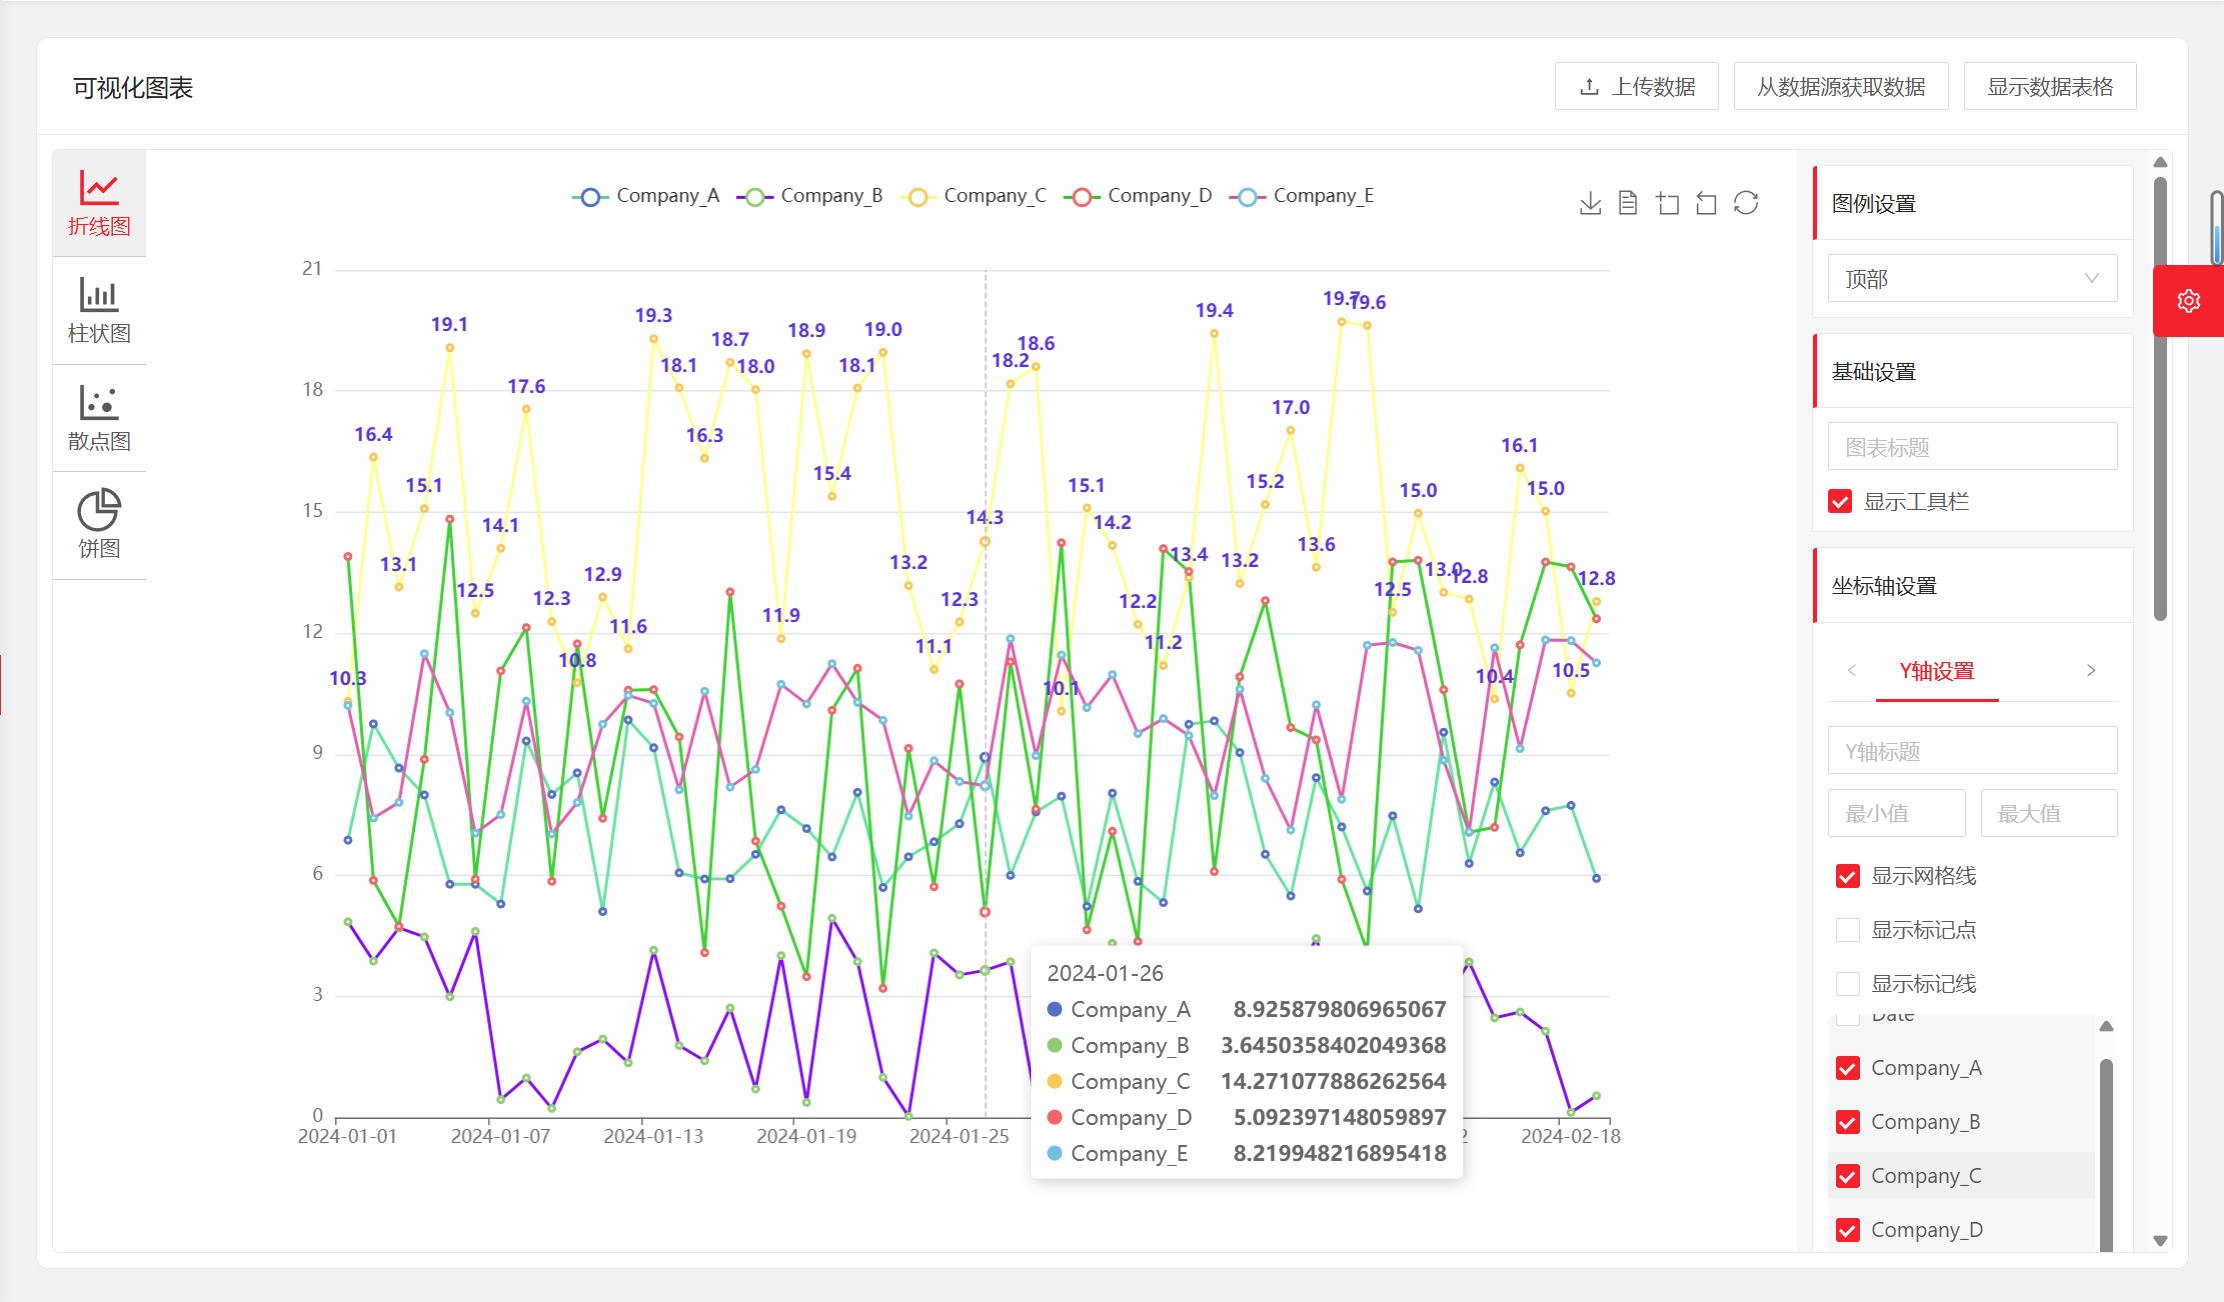 可视化图表
上传数据
从数据源获取数据
显示数据表格
折线图
柱状图
散点图
饼图
Company_A Company_B Company_C Company_D Company_E
21
18
15
12
9
6
3
0
10.3
16.4
13.1
15.1
19.1
12.5
14.1
17.6
12.3
10.8
12.9
11.6
19.3
18.1
16.3
18.7
18.0
11.9
18.9
15.4
18.1
19.0
13.2
11.1
12.3
14.3
18.2
18.6
10.1
15.1
14.2
12.2
11.2
13.4
19.4
13.2
15.2
17.0
13.6
19.7
19.6
12.5
15.0
13.0
12.8
10.4
16.1
15.0
10.5
12.8
2024-01-01 2024-01-07 2024-01-13 2024-01-19 2024-01-25 2 2024-02-18
2024-01-26
Company_A 8.925879806965067
Company_B 3.6450358402049368
Company_C 14.271077886262564
Company_D 5.092397148059897
Company_E 8.219948216895418
图例设置
顶部
基础设置
图表标题
显示工具栏
坐标轴设置
Y轴设置
Y轴标题
最小值 最大值
显示网格线
显示标记点
显示标记线
Date
Company_A
Company_B
Company_C
Company_D